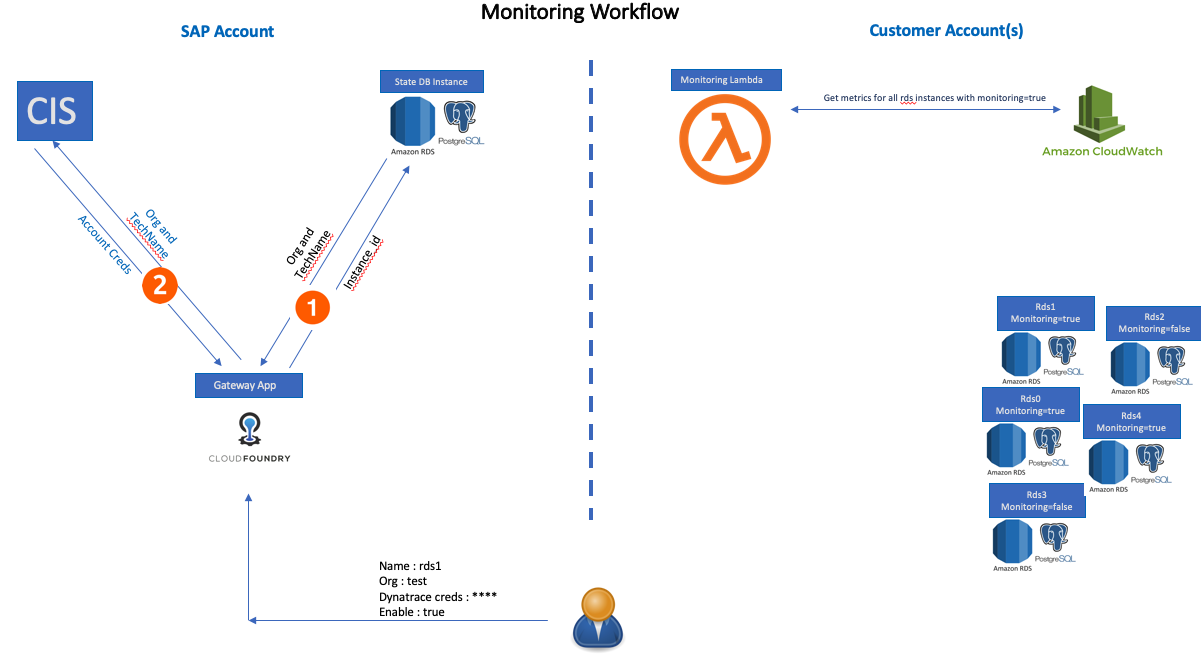 Monitoring Workflow
SAP Account
Customer Account(s)
CIS
State DB Instance
Amazon RDS
PostgreSQL
Monitoring Lambda
Get metrics for all rds instances with monitoring=true
Amazon CloudWatch
Org and
TechName
Account Creds
2
Org and
TechName
Instance_id
1
Gateway App
CLOUDFOUNDRY
Rds1
Monitoring=true
Amazon RDS
PostgreSQL
Rds2
Monitoring=false
Amazon RDS
PostgreSQL
Rds0
Monitoring=true
Amazon RDS
PostgreSQL
Rds4
Monitoring=true
Amazon RDS
PostgreSQL
Rds3
Monitoring=false
Amazon RDS
PostgreSQL
Name : rds1
Org : test
Dynatrace creds : ****
Enable : true